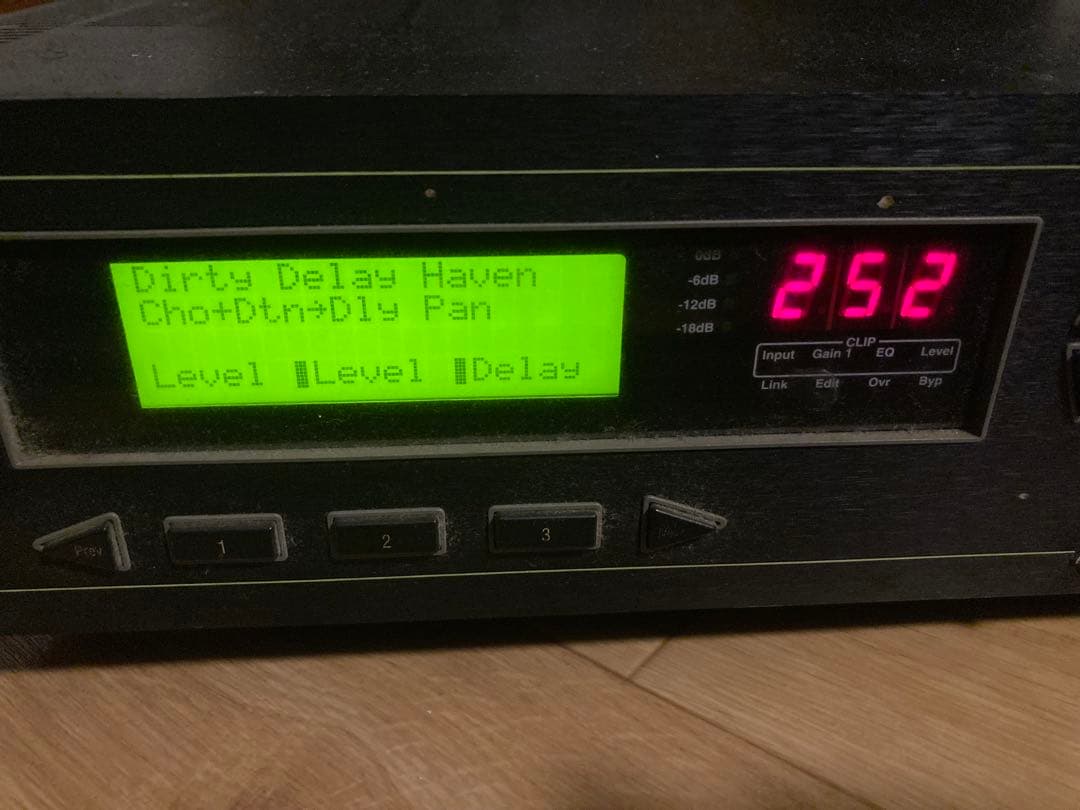 Dirty Delay Haven
Cho+Dtn→Dly Pan
Level Level Delay
0dB
-6dB
-12dB
-18dB
252
CLIP
Input Gain 1 EQ Level
Link Edit Ovr Byp
Prev 1 2 3